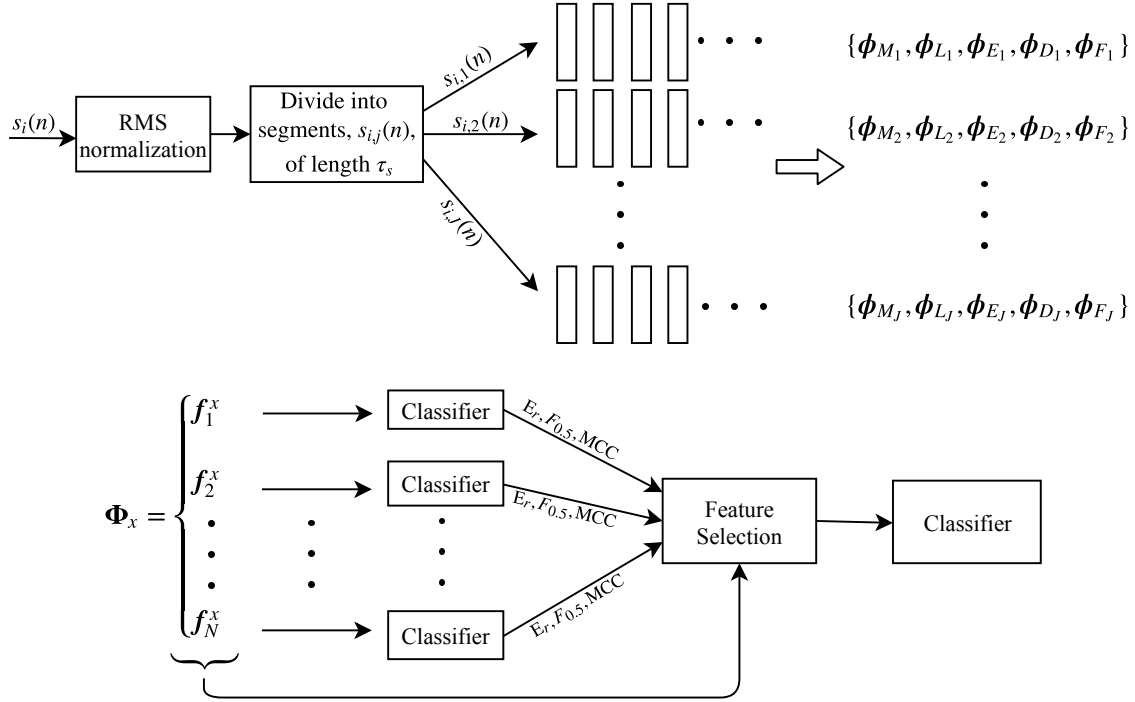 s_i(n)
RMS
normalization
Divide into
segments, s_{i,j}(n),
of length τ_s
s_{i,1}(n)
s_{i,2}(n)
s_{i,J}(n)
{ϕ_{M_1}, ϕ_{L_1}, ϕ_{E_1}, ϕ_{D_1}, ϕ_{F_1}}
{ϕ_{M_2}, ϕ_{L_2}, ϕ_{E_2}, ϕ_{D_2}, ϕ_{F_2}}
{ϕ_{M_J}, ϕ_{L_J}, ϕ_{E_J}, ϕ_{D_J}, ϕ_{F_J}}
Φ_x =
f_1^x
f_2^x
f_N^x
Classifier
Classifier
Classifier
E_r, F_{0.5}, MCC
E_r, F_{0.5}, MCC
E_r, F_{0.5}, MCC
Feature
Selection
Classifier